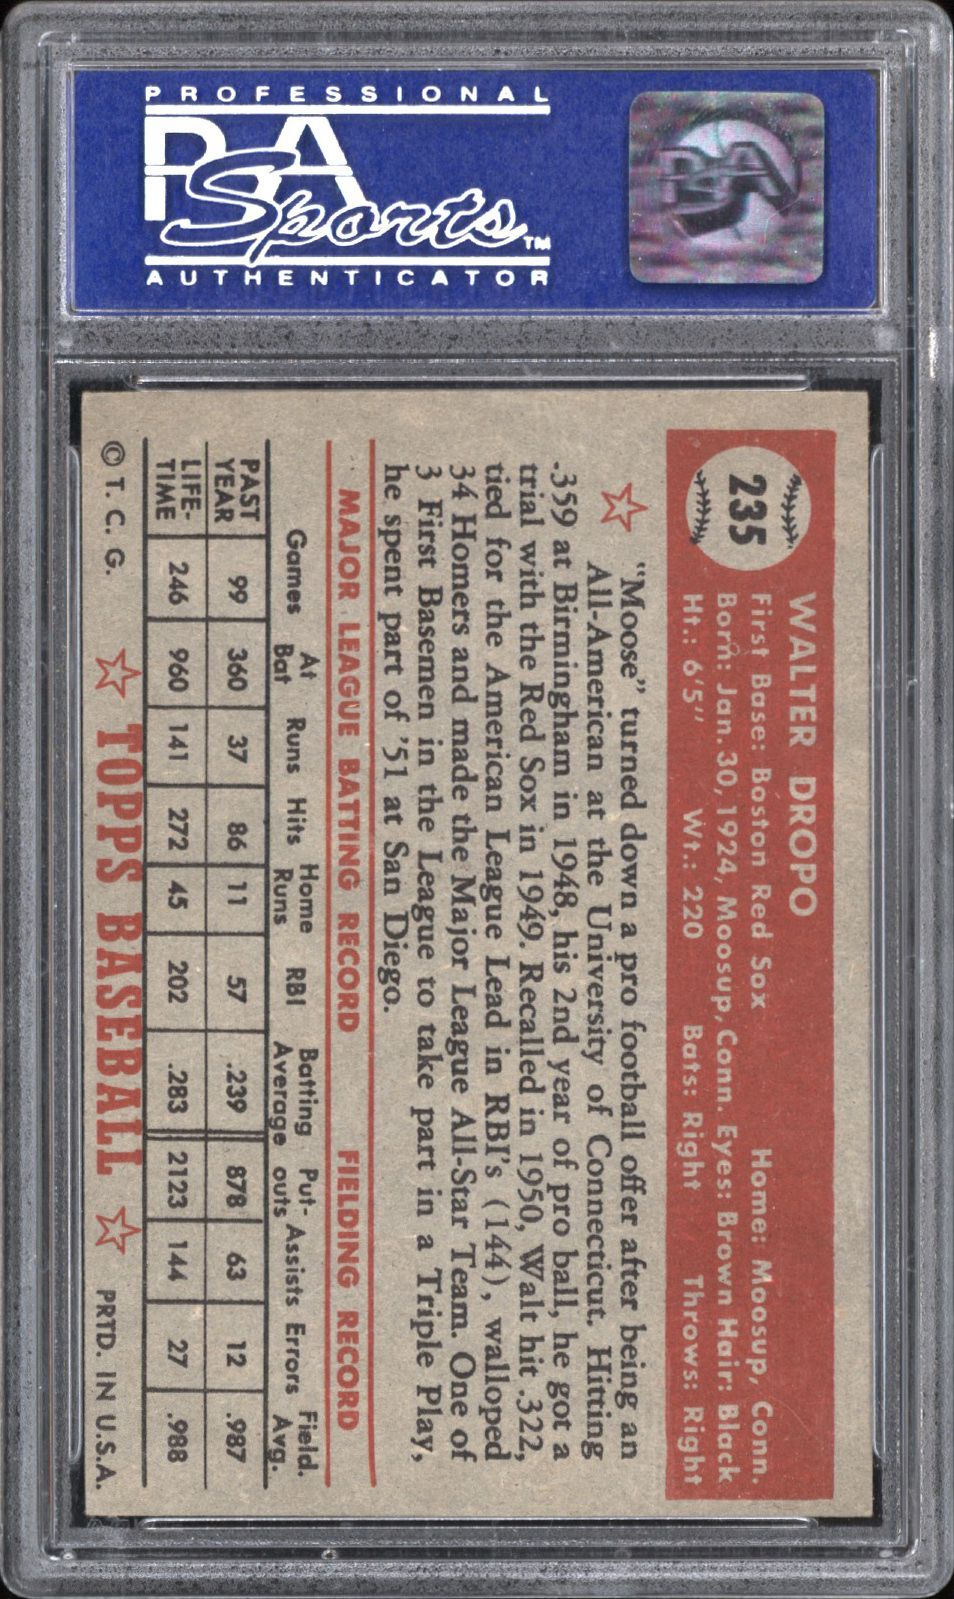 PROFESSIONAL
PSA
Sports™
AUTHENTICATOR
PSA
235
WALTER DROPO
First Base: Boston Red Sox Home: Moosup, Conn.
Born: Jan. 30, 1924, Moosup, Conn. Eyes: Brown Hair: Black
Ht.: 6'5" Wt.: 220 Bats: Right Throws: Right
"Moose" turned down a pro football offer after being an
All-American at the University of Connecticut. Hitting
.359 at Birmingham in 1948, his 2nd year of pro ball, he got a
trial with the Red Sox in 1949. Recalled in 1950, Walt hit .322,
tied for the American League Lead in RBI's (144), walloped
34 Homers and made the Major League All-Star Team. One of
3 First Basemen in the League to take part in a Triple Play,
he spent part of '51 at San Diego.
MAJOR LEAGUE BATTING RECORD FIELDING RECORD
Games At Bat Runs Hits Home Runs RBI Batting Average Put-outs Assists Errors Field. Avg.
PAST YEAR 99 360 37 86 11 57 .239 878 63 12 .987
LIFE-TIME 246 960 141 272 45 202 .283 2123 144 27 .988
© T. C. G. TOPPS BASEBALL PRTD. IN U.S.A.